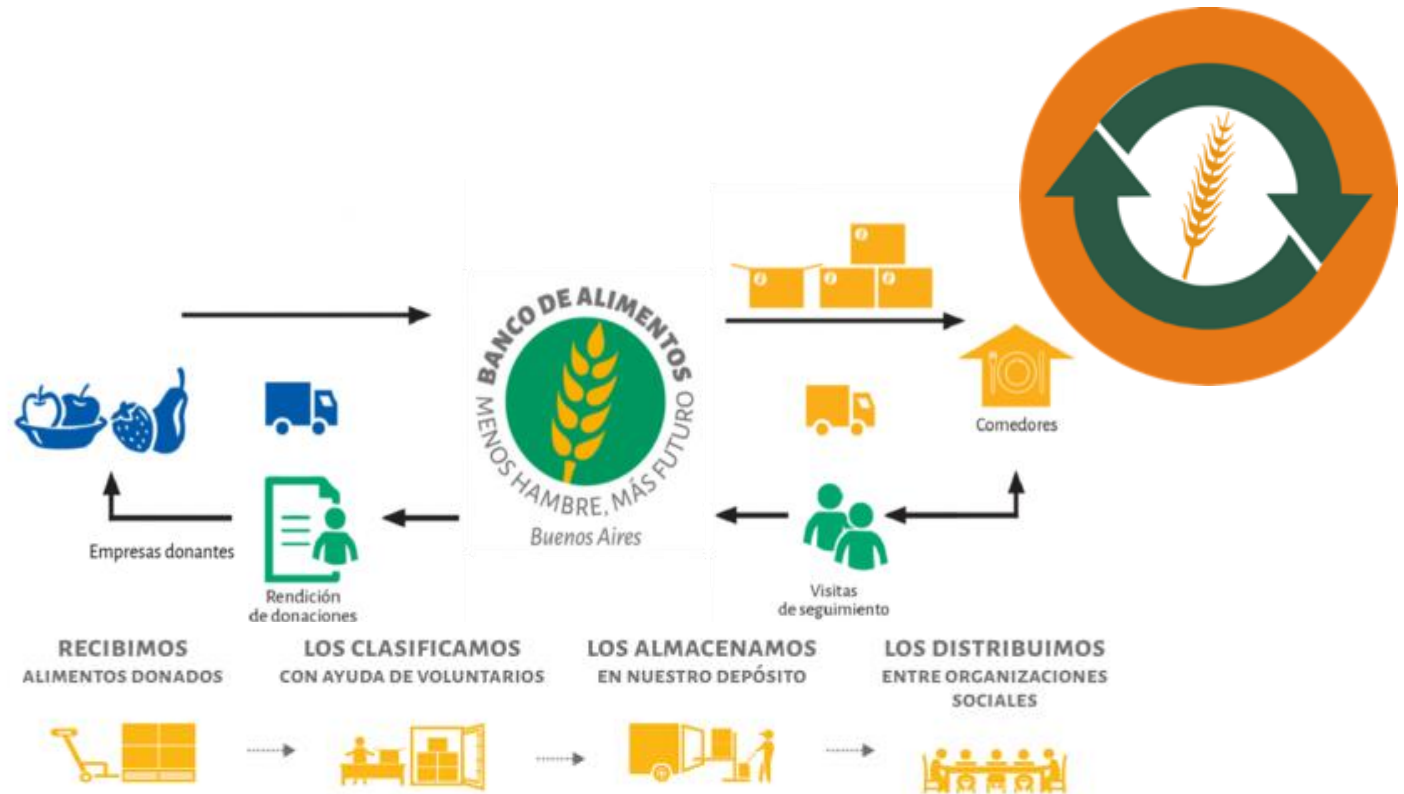 BANCO DE ALIMENTOS
MENOS HAMBRE, MÁS FUTURO
Buenos Aires
Comedores
Empresas donantes
Rendición
de donaciones
Visitas
de seguimiento
RECIBIMOS
ALIMENTOS DONADOS
LOS CLASIFICAMOS
CON AYUDA DE VOLUNTARIOS
LOS ALMACENAMOS
EN NUESTRO DEPÓSITO
LOS DISTRIBUIMOS
ENTRE ORGANIZACIONES
SOCIALES